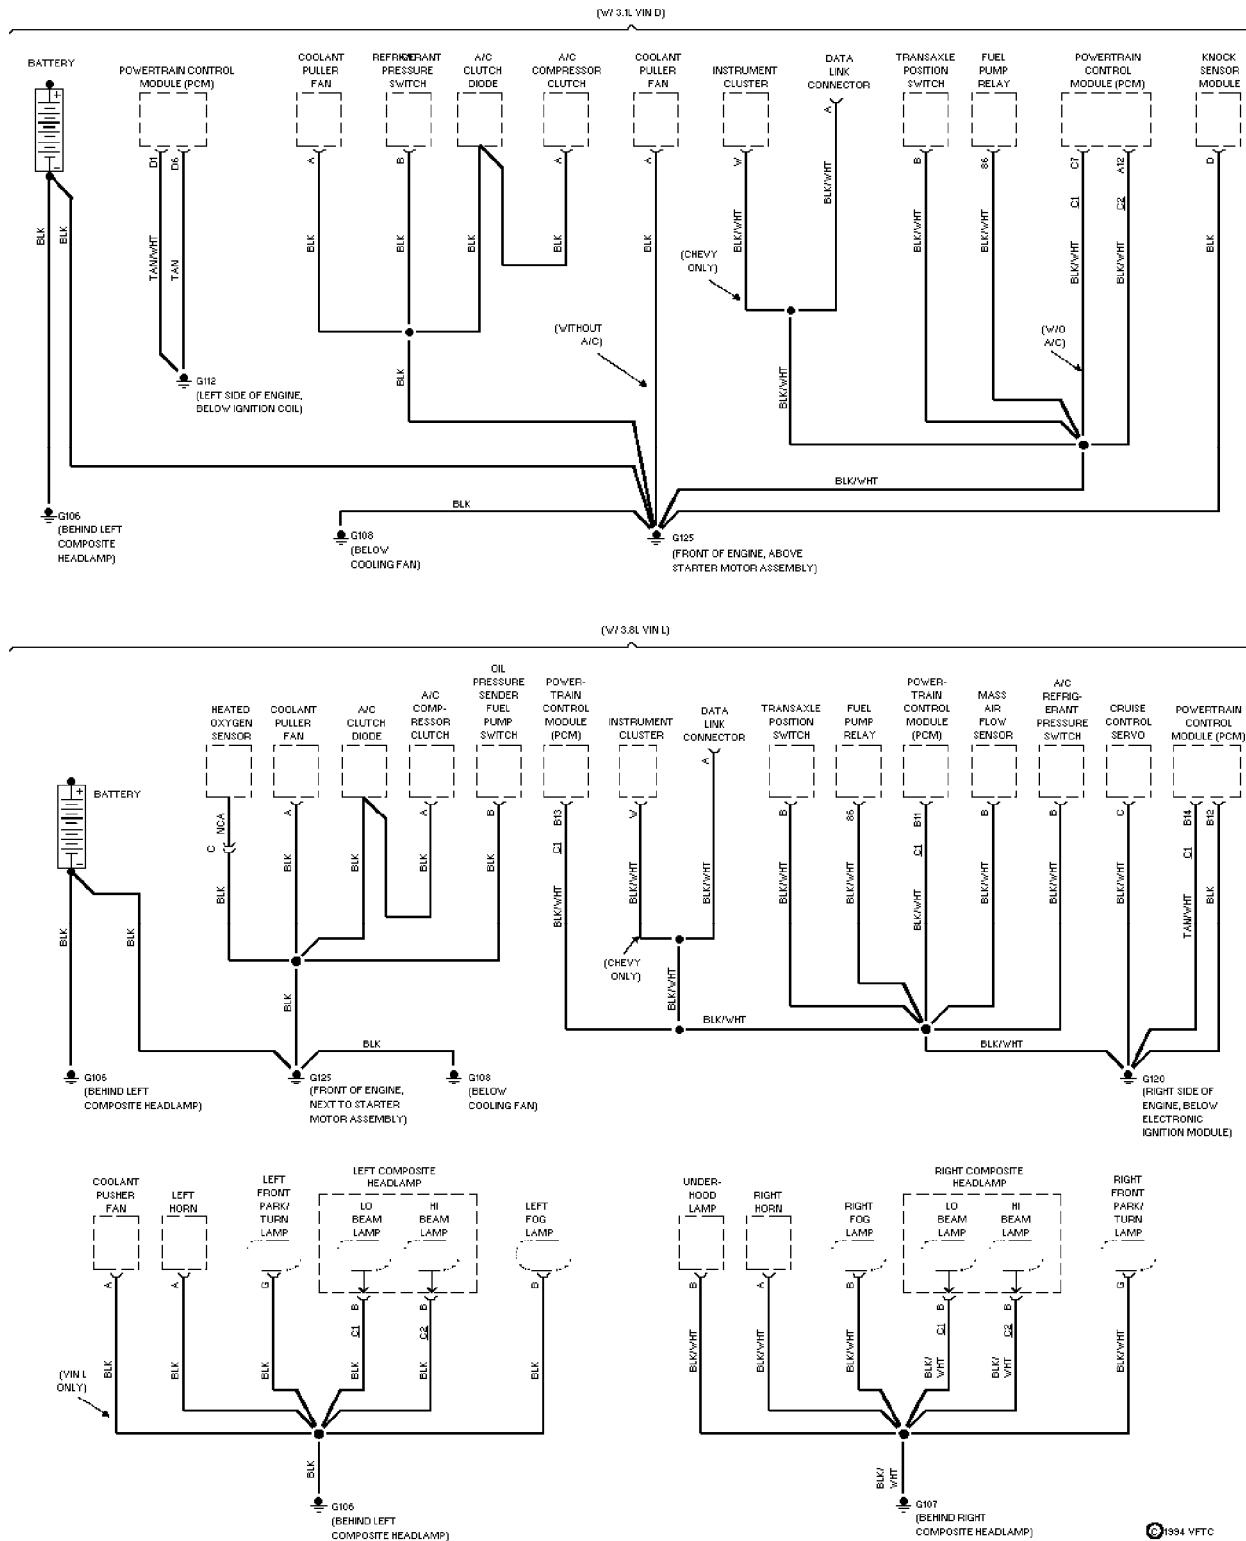 (W/ 3.1L VIN D)
BATTERY
POWERTRAIN CONTROL
MODULE (PCM)
COOLANT
PULLER
FAN
REFRIGERANT
PRESSURE
SWITCH
A/C
CLUTCH
DIODE
A/C
COMPRESSOR
CLUTCH
COOLANT
PULLER
FAN
INSTRUMENT
CLUSTER
DATA
LINK
CONNECTOR
TRANSAXLE
POSITION
SWITCH
FUEL
PUMP
RELAY
POWERTRAIN
CONTROL
MODULE (PCM)
KNOCK
SENSOR
MODULE
D1
D6
A
B
A
A
W
A
B
86
C7
A12
D
C1
C2
BLK
BLK
TAN/WHT
TAN
BLK
BLK
BLK
BLK
BLK
BLK/WHT
BLK/WHT
BLK/WHT
BLK/WHT
BLK/WHT
BLK/WHT
BLK
(CHEVY
ONLY)
(WITHOUT
A/C)
(W/O
A/C)
BLK
BLK/WHT
G112
(LEFT SIDE OF ENGINE,
BELOW IGNITION COIL)
BLK/WHT
BLK
G106
(BEHIND LEFT
COMPOSITE
HEADLAMP)
G108
(BELOW
COOLING FAN)
G125
(FRONT OF ENGINE, ABOVE
STARTER MOTOR ASSEMBLY)
(W/ 3.8L VIN L)
BATTERY
HEATED
OXYGEN
SENSOR
COOLANT
PULLER
FAN
A/C
CLUTCH
DIODE
A/C
COMP-
RESSOR
CLUTCH
OIL
PRESSURE
SENDER
FUEL
PUMP
SWITCH
POWER-
TRAIN
CONTROL
MODULE
(PCM)
INSTRUMENT
CLUSTER
DATA
LINK
CONNECTOR
TRANSAXLE
POSITION
SWITCH
FUEL
PUMP
RELAY
POWER-
TRAIN
CONTROL
MODULE
(PCM)
MASS
AIR
FLOW
SENSOR
A/C
REFRIG-
ERANT
PRESSURE
SWITCH
CRUISE
CONTROL
SERVO
POWERTRAIN
CONTROL
MODULE (PCM)
NCA
C
A
A
B
B13
C1
W
A
B
86
B11
C1
B
B
C
B14
B12
C1
BLK
BLK
BLK
BLK
BLK
BLK/WHT
BLK/WHT
BLK/WHT
BLK/WHT
BLK/WHT
BLK/WHT
BLK/WHT
BLK/WHT
BLK/WHT
TAN/WHT
BLK
BLK
BLK
(CHEVY
ONLY)
BLK
BLK/WHT
BLK/WHT
BLK
BLK/WHT
G106
(BEHIND LEFT
COMPOSITE HEADLAMP)
G125
(FRONT OF ENGINE,
NEXT TO STARTER
MOTOR ASSEMBLY)
G108
(BELOW
COOLING FAN)
G120
(RIGHT SIDE OF
ENGINE, BELOW
ELECTRONIC
IGNITION MODULE)
COOLANT
PUSHER
FAN
LEFT
HORN
LEFT
FRONT
PARK/
TURN
LAMP
LEFT COMPOSITE
HEADLAMP
LO
BEAM
LAMP
HI
BEAM
LAMP
LEFT
FOG
LAMP
UNDER-
HOOD
LAMP
RIGHT
HORN
RIGHT
FOG
LAMP
RIGHT COMPOSITE
HEADLAMP
LO
BEAM
LAMP
HI
BEAM
LAMP
RIGHT
FRONT
PARK/
TURN
LAMP
A
A
G
B
C1
B
C2
B
B
A
B
B
C1
B
C2
G
BLK
BLK
BLK
BLK
BLK
BLK
BLK/WHT
BLK/WHT
BLK/WHT
BLK/
WHT
BLK/
WHT
BLK/WHT
(VIN L
ONLY)
BLK
BLK/
WHT
G106
(BEHIND LEFT
COMPOSITE HEADLAMP)
G107
(BEHIND RIGHT
COMPOSITE HEADLAMP)
© 1994 VFTC